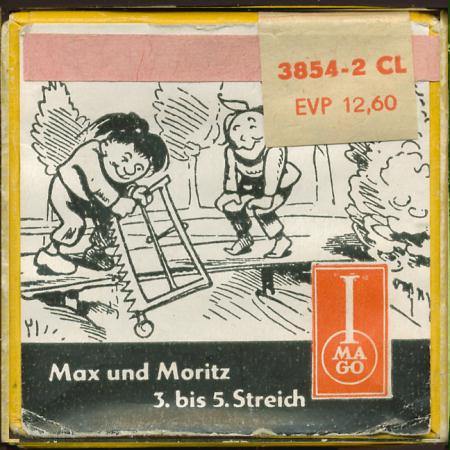 3854-2 CL
EVP 12,60
I
MA
GO
Max und Moritz
3. bis 5. Streich